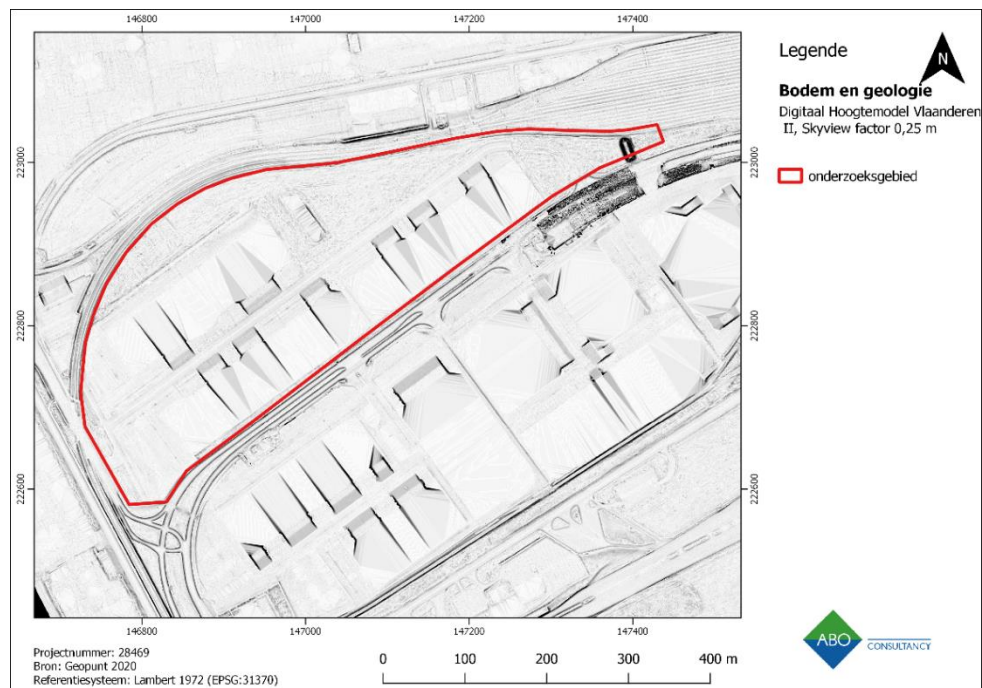 146800 147000 147200 147400
Legende
N
Bodem en geologie
Digitaal Hoogtemodel Vlaanderen
II, Skyview factor 0,25 m
onderzoeksgebied
223000 223000
222800 222800
222600 222600
146800 147000 147200 147400
Projectnummer: 28469
Bron: Geopunt 2020
Referentiesysteem: Lambert 1972 (EPSG:31370)
0 100 200 300 400 m
ABO CONSULTANCY